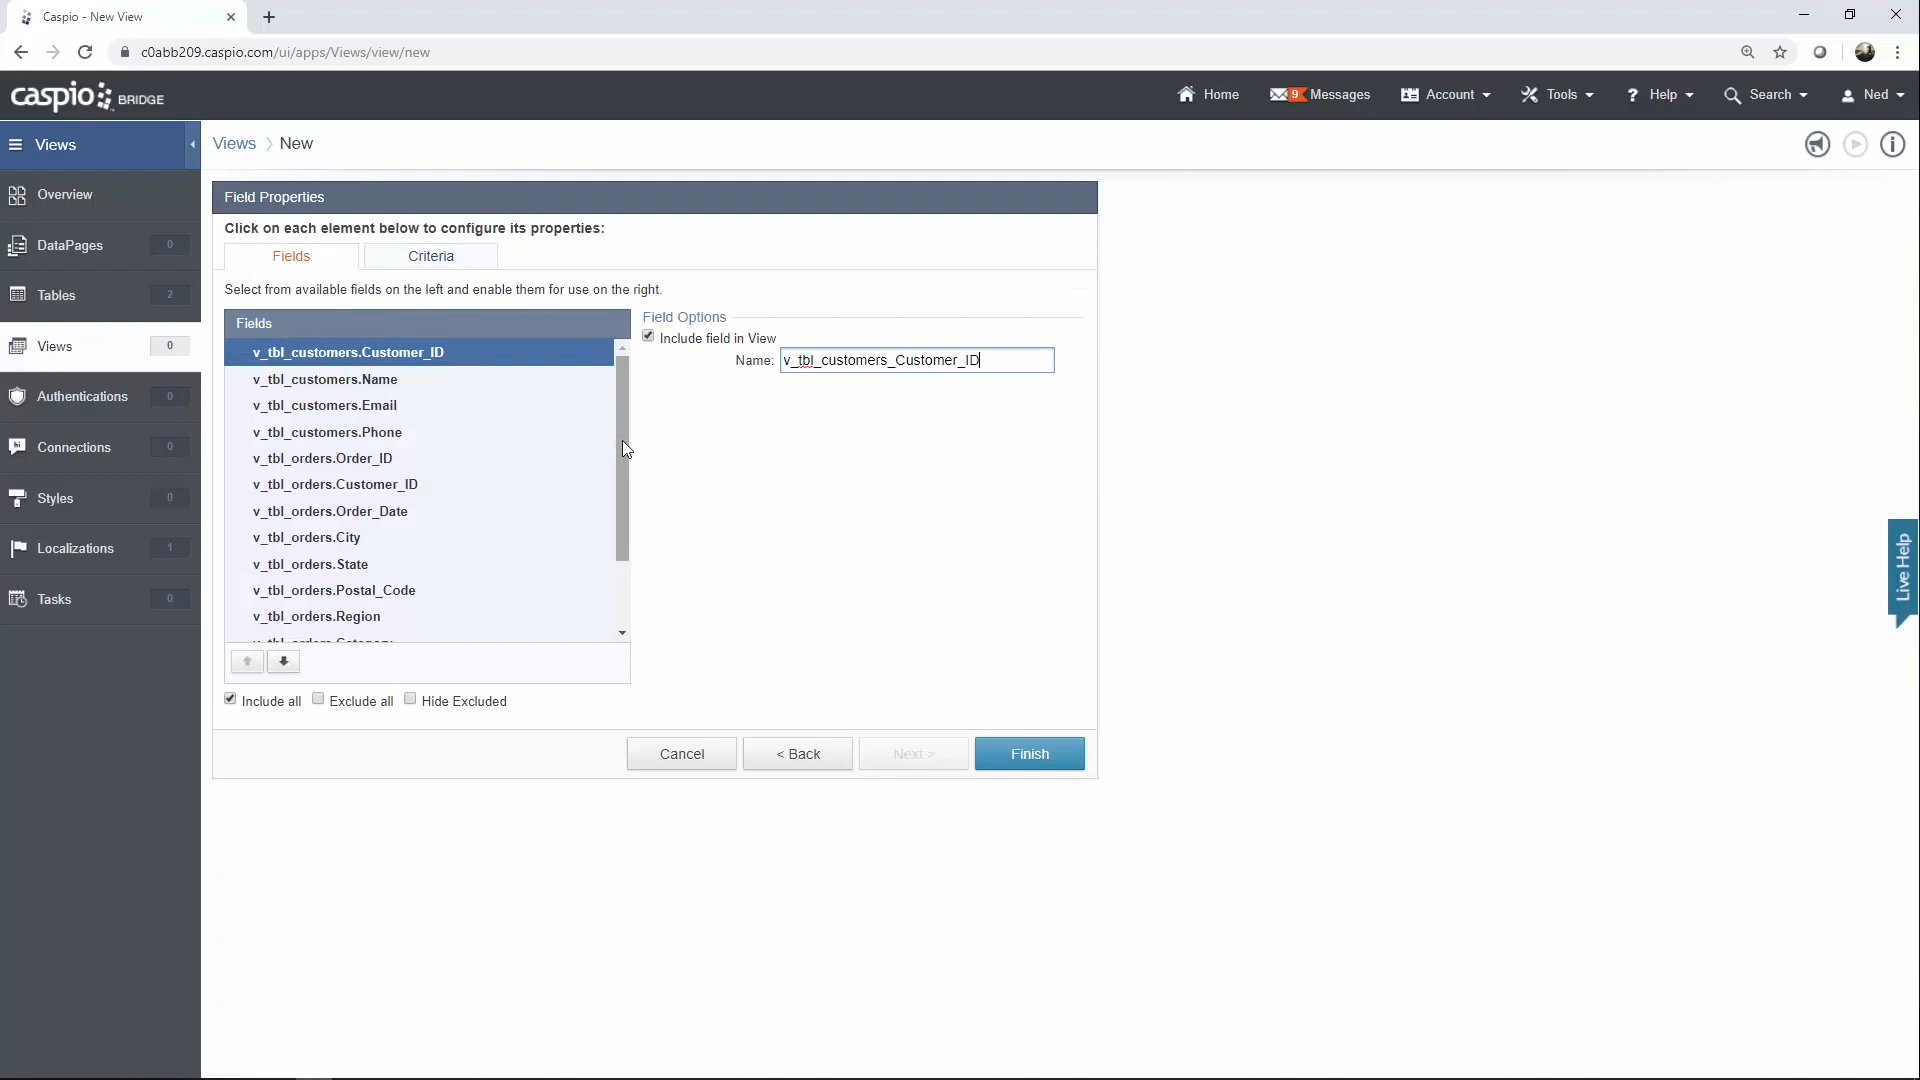 Caspio - New View
c0abb209.caspio.com/ui/apps/Views/view/new
caspio BRIDGE
Home
9 Messages
Account
Tools
? Help
Search
Ned
Views
Views > New
Overview
DataPages 0
Tables 2
Views 0
Authentications 0
Connections 0
Styles 0
Localizations 1
Tasks 0
Field Properties
Click on each element below to configure its properties:
Fields
Criteria
Select from available fields on the left and enable them for use on the right.
Fields
v_tbl_customers.Customer_ID
v_tbl_customers.Name
v_tbl_customers.Email
v_tbl_customers.Phone
v_tbl_orders.Order_ID
v_tbl_orders.Customer_ID
v_tbl_orders.Order_Date
v_tbl_orders.City
v_tbl_orders.State
v_tbl_orders.Postal_Code
v_tbl_orders.Region
v_tbl_orders.Category
Field Options
Include field in View
Name: v_tbl_customers_Customer_ID
Include all
Exclude all
Hide Excluded
Cancel
< Back
Next >
Finish
Live Help